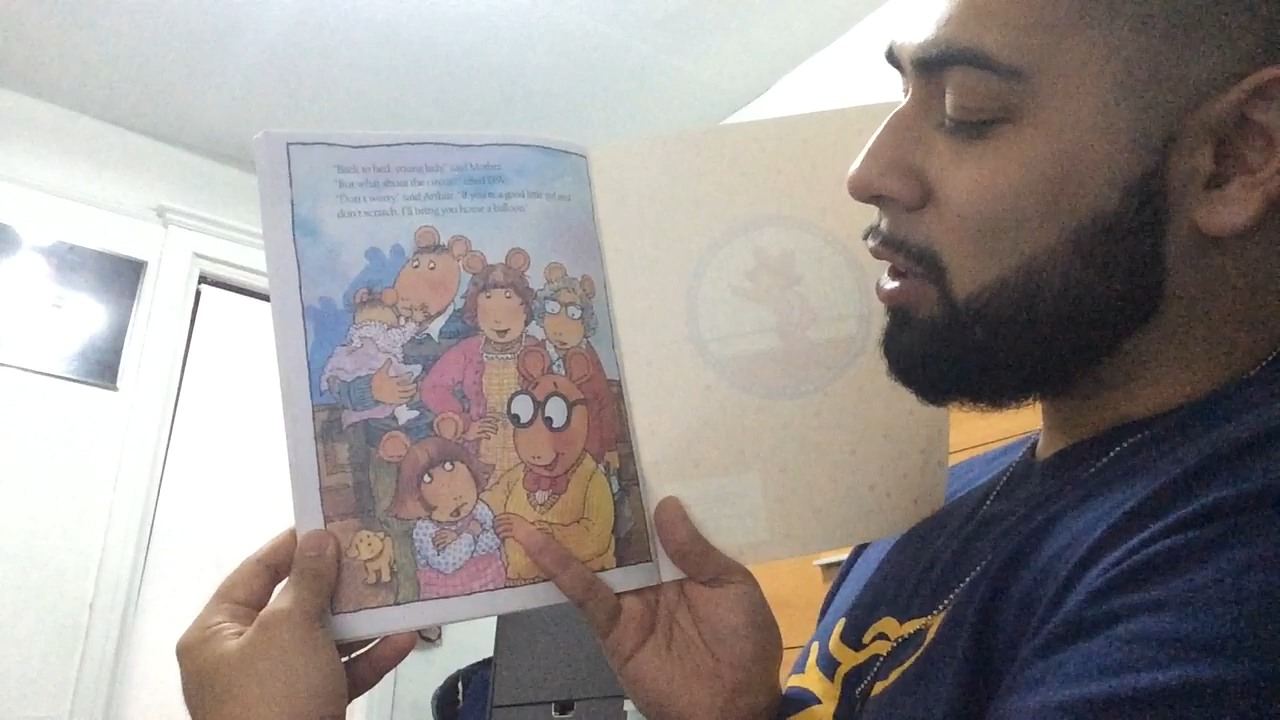 "Back to bed, young lady," said Mother.
"But what about the circus?" cried D.W.
"Don't worry," said Arthur. "If you're a good little girl and
don't scratch, I'll bring you home a balloon."